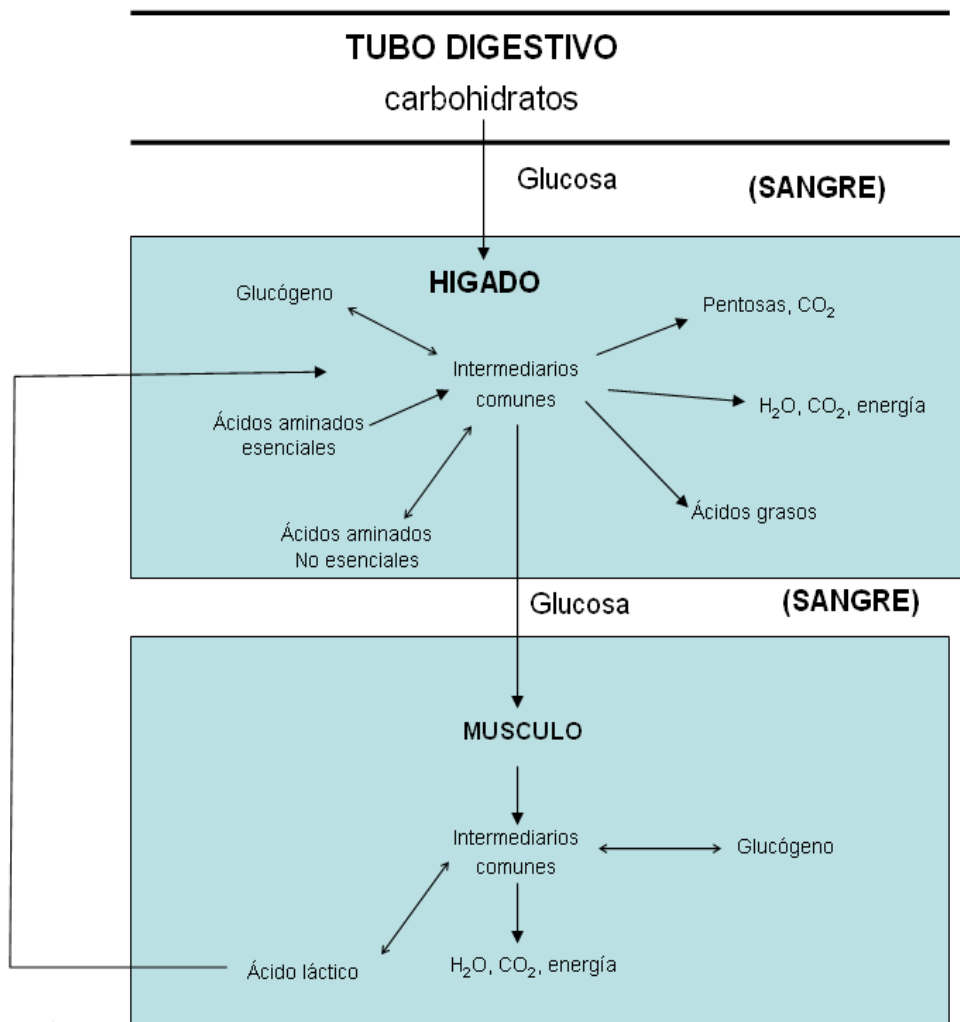 TUBO DIGESTIVO
carbohidratos
Glucosa
(SANGRE)
HIGADO
Glucógeno
Pentosas, CO₂
Intermediarios
comunes
H₂O, CO₂, energía
Ácidos aminados
esenciales
Ácidos grasos
Ácidos aminados
No esenciales
Glucosa
(SANGRE)
MUSCULO
Intermediarios
comunes
Glucógeno
Ácido láctico
H₂O, CO₂, energía